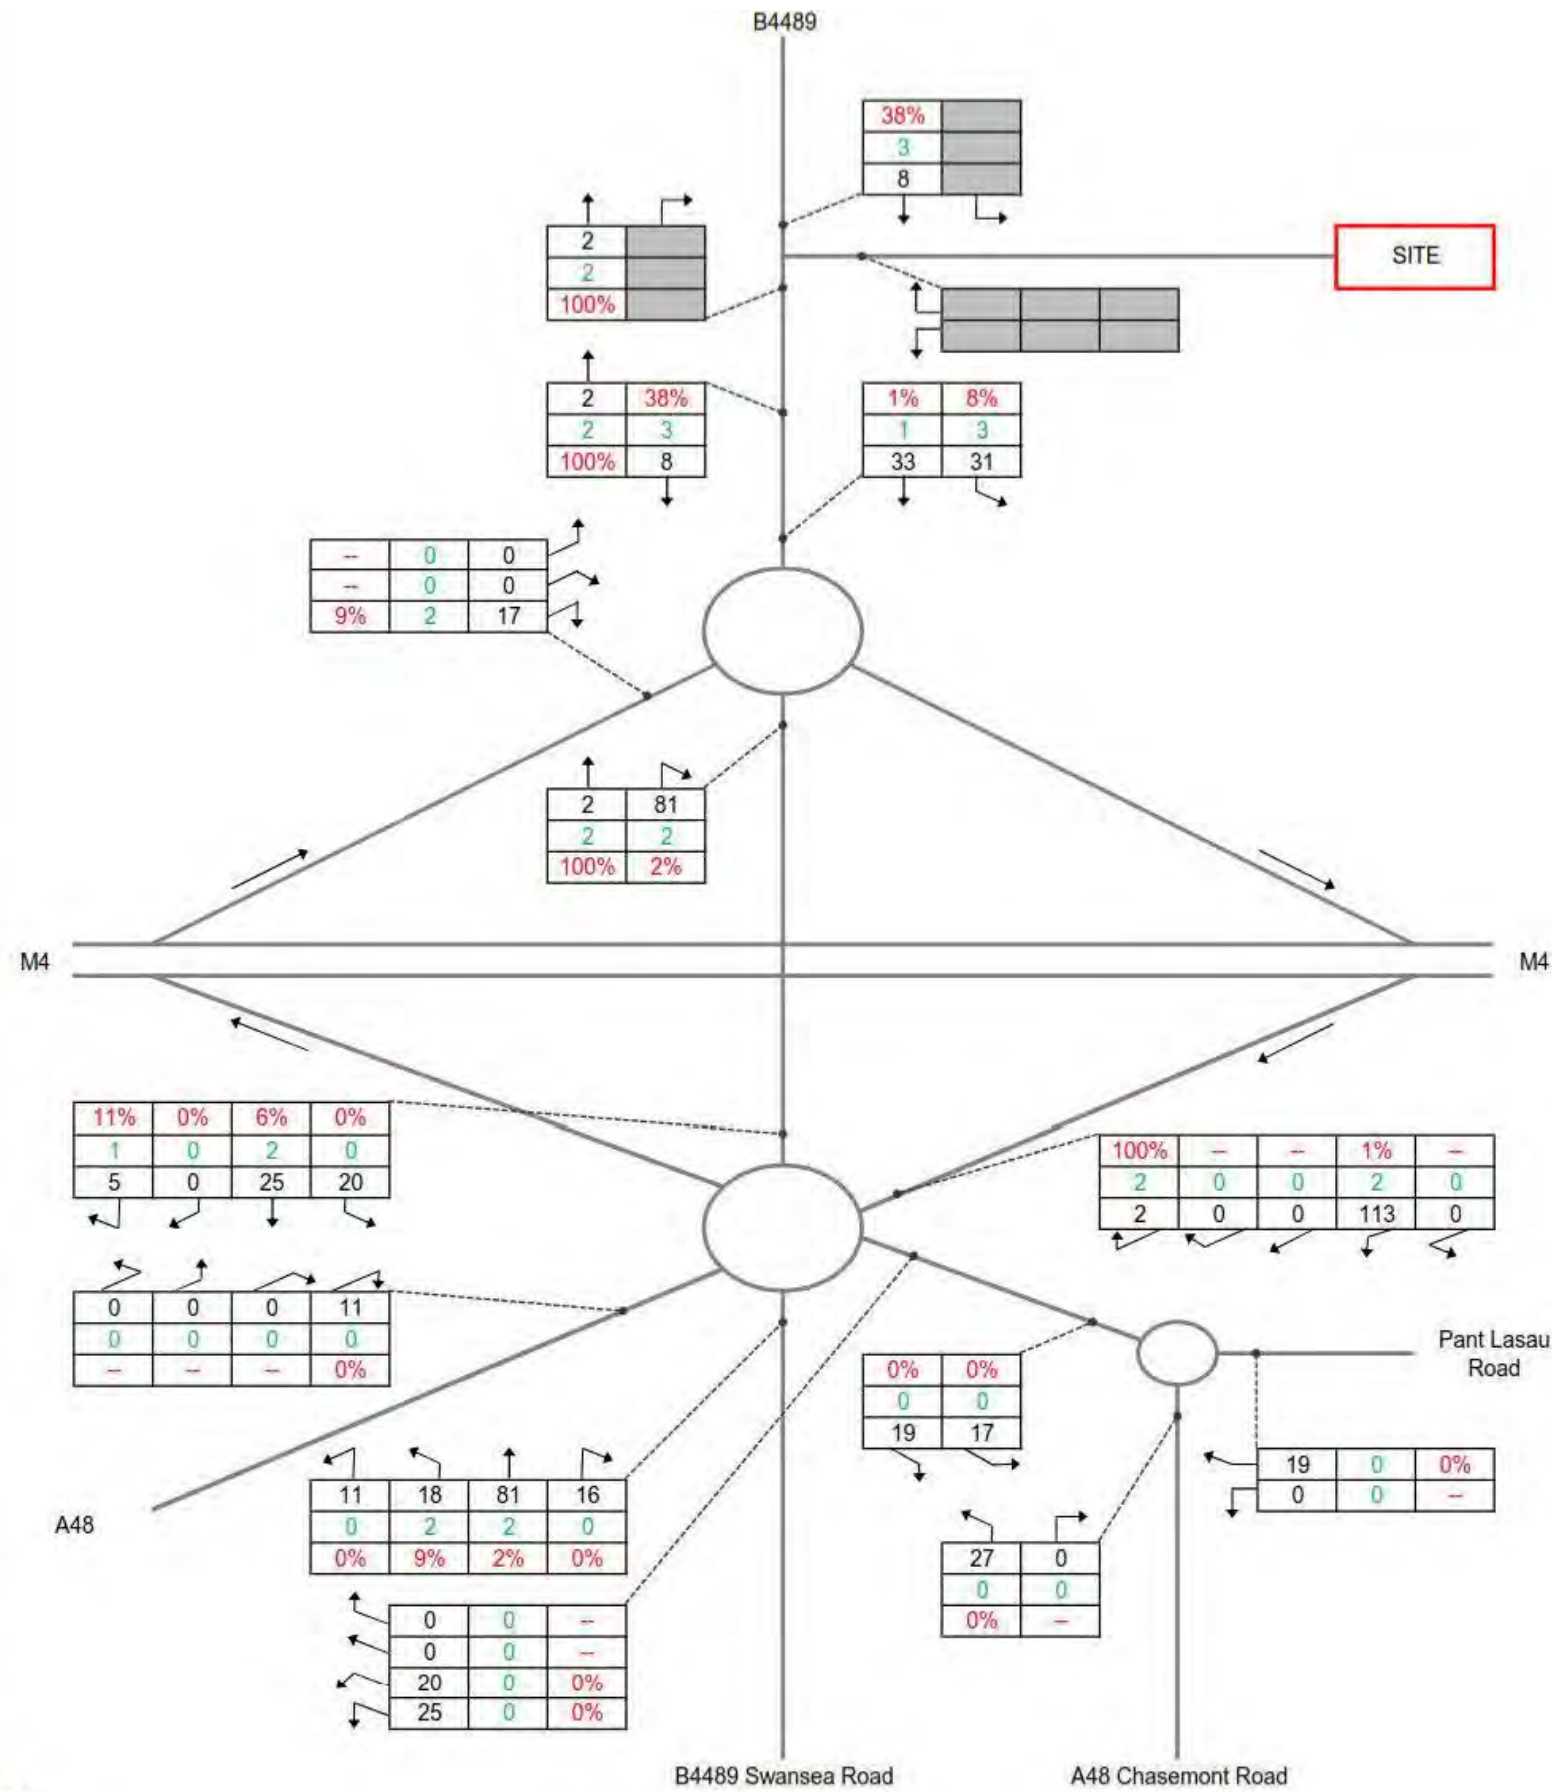 B4489
38%
3
8
2
2
100%
SITE
2 38%
2 3
100% 8
1% 8%
1 3
33 31
-- 0 0
-- 0 0
9% 2 17
2 81
2 2
100% 2%
M4
M4
11% 0% 6% 0%
1 0 2 0
5 0 25 20
100% -- -- 1% --
2 0 0 2 0
2 0 0 113 0
0 0 0 11
0 0 0 0
-- -- -- 0%
Pant Lasau
Road
0% 0%
0 0
19 17
19 0 0%
0 0 --
A48
11 18 81 16
0 2 2 0
0% 9% 2% 0%
27 0
0 0
0% --
0 0 --
0 0 --
20 0 0%
25 0 0%
B4489 Swansea Road
A48 Chasemont Road